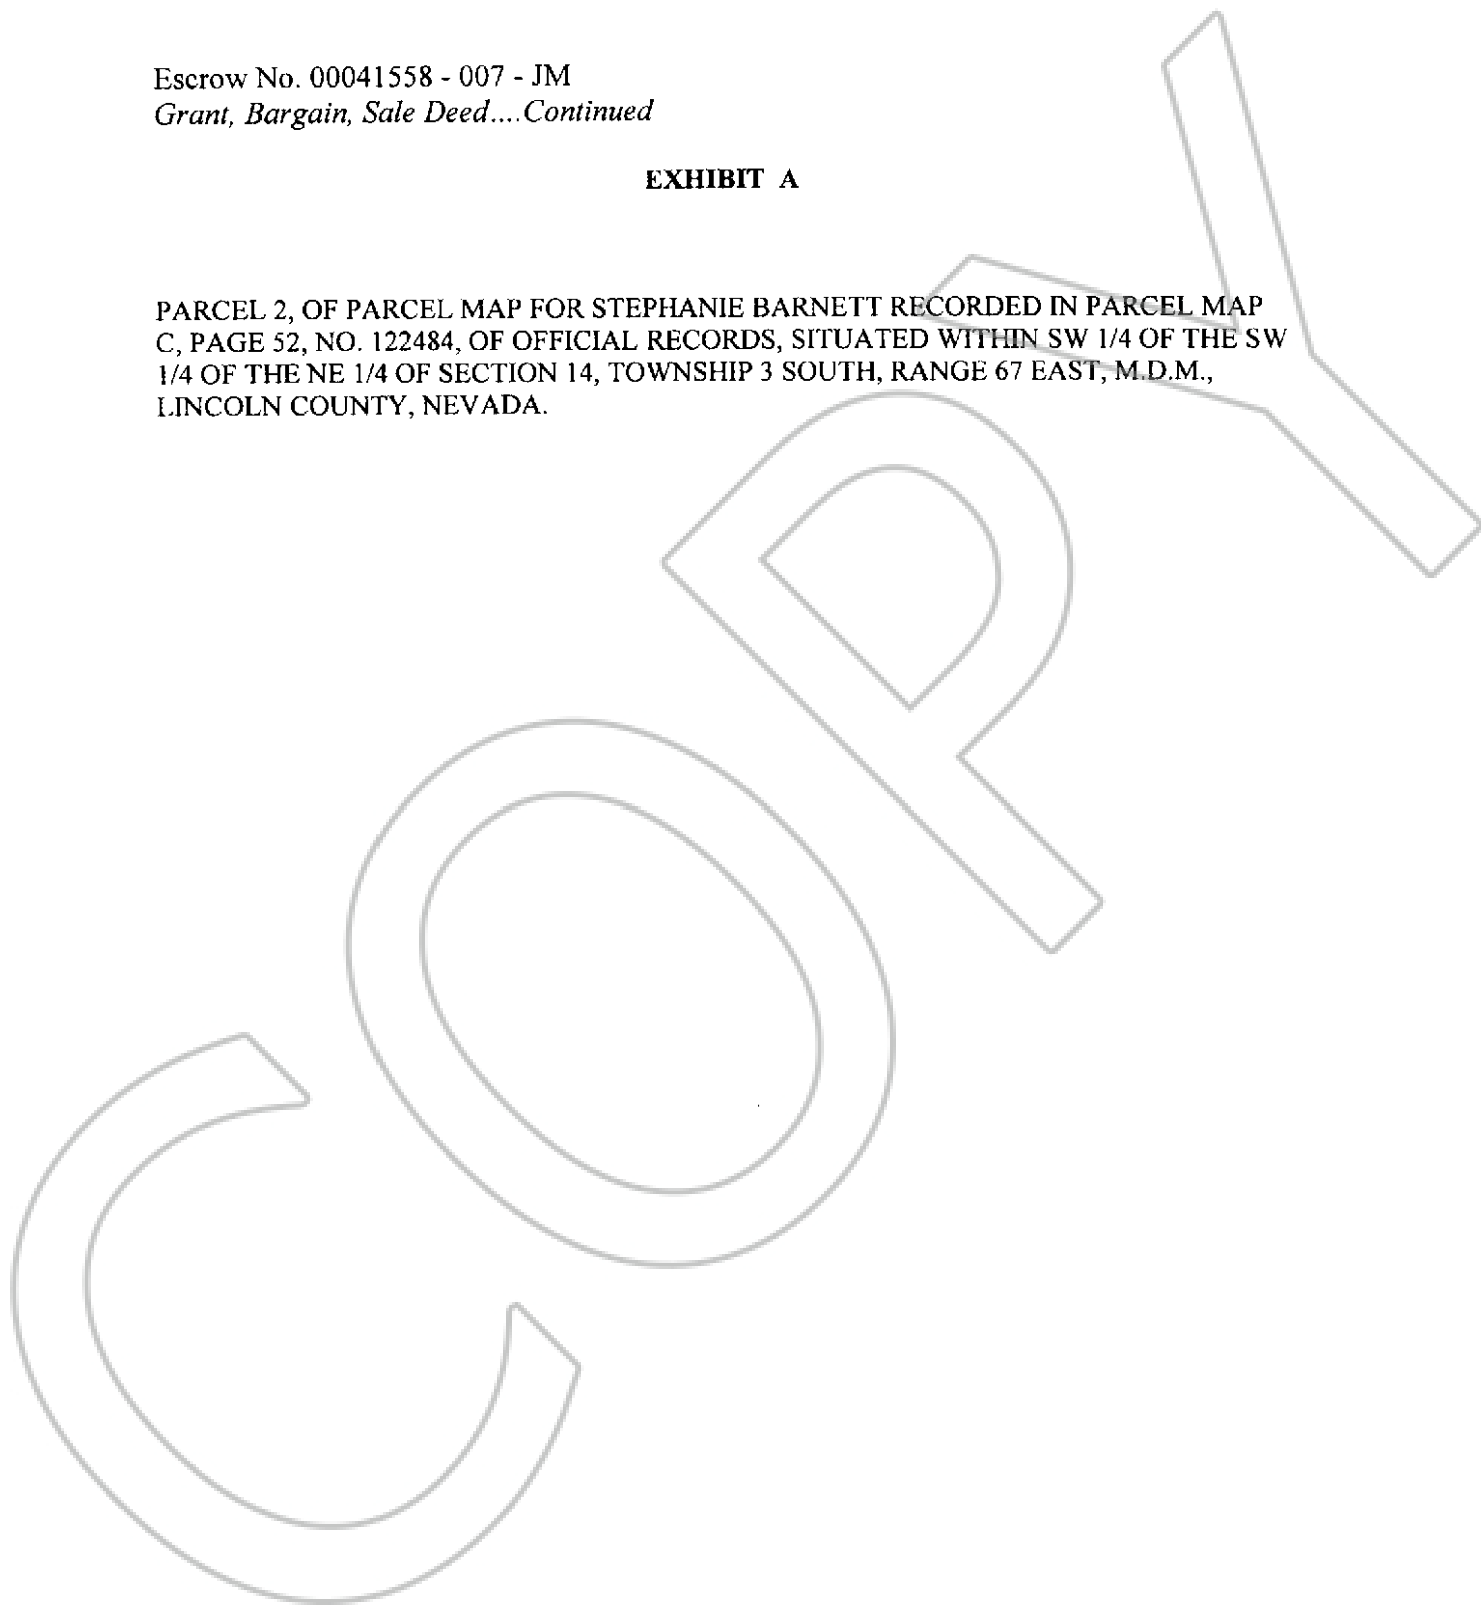 Escrow No. 00041558 - 007 - JM
Grant, Bargain, Sale Deed....Continued
EXHIBIT A
PARCEL 2, OF PARCEL MAP FOR STEPHANIE BARNETT RECORDED IN PARCEL MAP
C, PAGE 52, NO. 122484, OF OFFICIAL RECORDS, SITUATED WITHIN SW 1/4 OF THE SW
1/4 OF THE NE 1/4 OF SECTION 14, TOWNSHIP 3 SOUTH, RANGE 67 EAST, M.D.M.,
LINCOLN COUNTY, NEVADA.
COPY